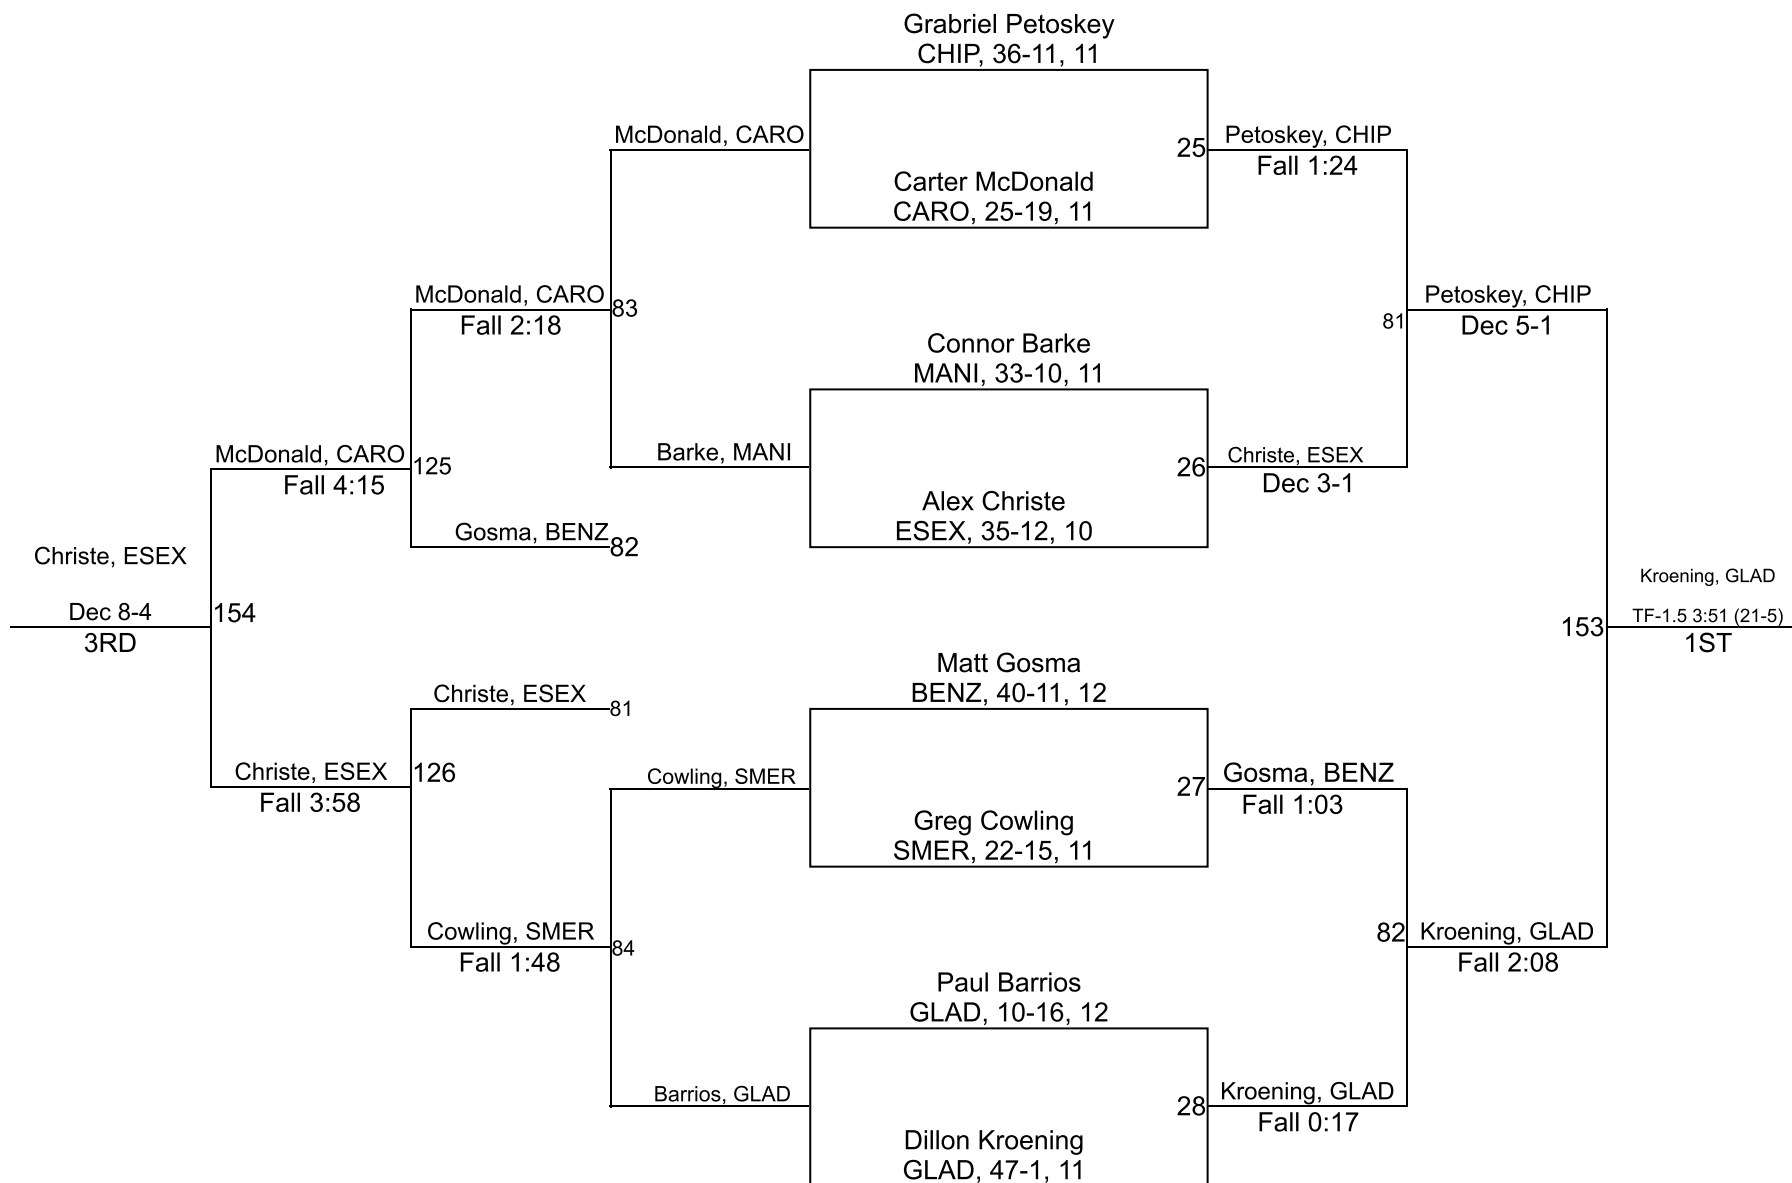 Grabriel Petoskey
CHIP, 36-11, 11
McDonald, CARO
25
Petoskey, CHIP
Fall 1:24
Carter McDonald
CARO, 25-19, 11
McDonald, CARO
83
Fall 2:18
Petoskey, CHIP
81
Dec 5-1
Connor Barke
MANI, 33-10, 11
McDonald, CARO
125
Fall 4:15
Barke, MANI
26
Christe, ESEX
Dec 3-1
Alex Christe
ESEX, 35-12, 10
Gosma, BENZ
82
Christe, ESEX
Dec 8-4
154
3RD
Kroening, GLAD
TF-1.5 3:51 (21-5)
153
1ST
Matt Gosma
BENZ, 40-11, 12
Christe, ESEX
81
Christe, ESEX
126
Fall 3:58
Cowling, SMER
27
Gosma, BENZ
Fall 1:03
Greg Cowling
SMER, 22-15, 11
Cowling, SMER
84
Fall 1:48
82
Kroening, GLAD
Fall 2:08
Paul Barrios
GLAD, 10-16, 12
Barrios, GLAD
28
Kroening, GLAD
Fall 0:17
Dillon Kroening
GLAD, 47-1, 11